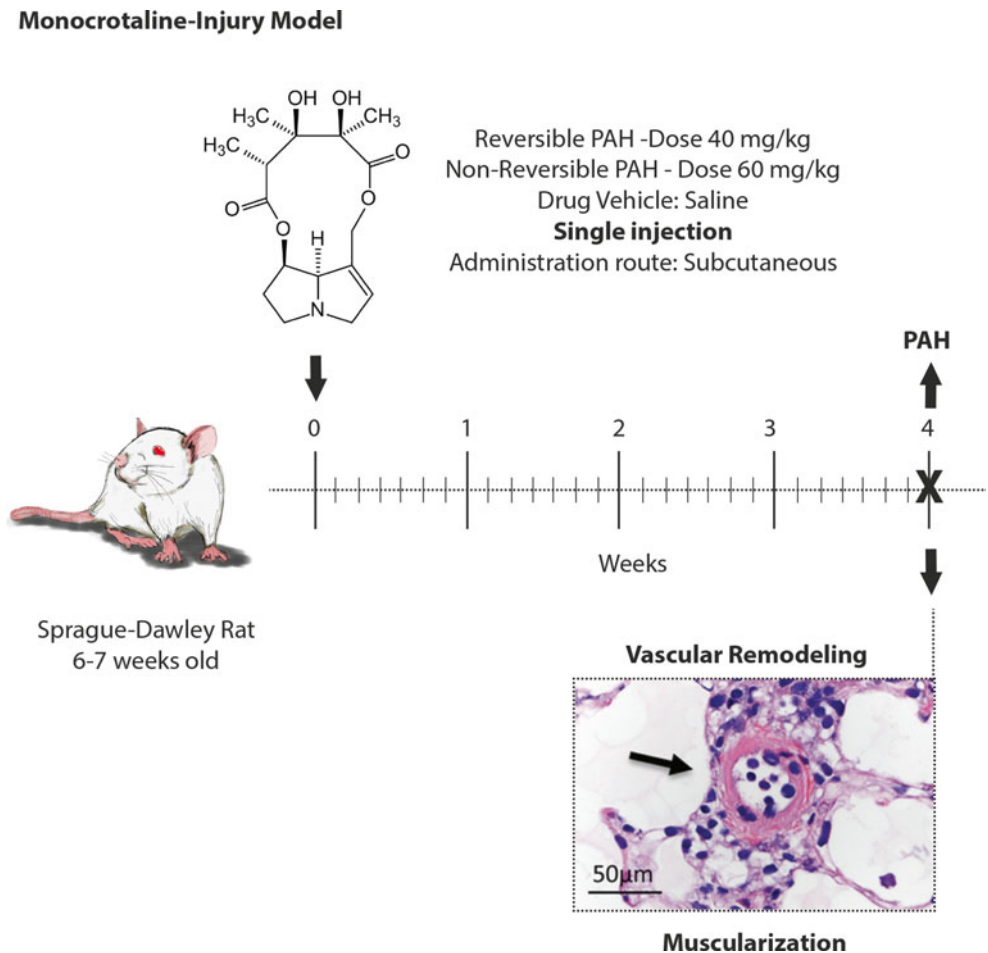 Monocrotaline-Injury Model
OH OH
H₃C CH₃
H₃C
O
O
O
O
H
N
Reversible PAH -Dose 40 mg/kg
Non-Reversible PAH - Dose 60 mg/kg
Drug Vehicle: Saline
Single injection
Administration route: Subcutaneous
PAH
0 1 2 3 4
X
Weeks
Sprague-Dawley Rat
6-7 weeks old
Vascular Remodeling
50µm
Muscularization